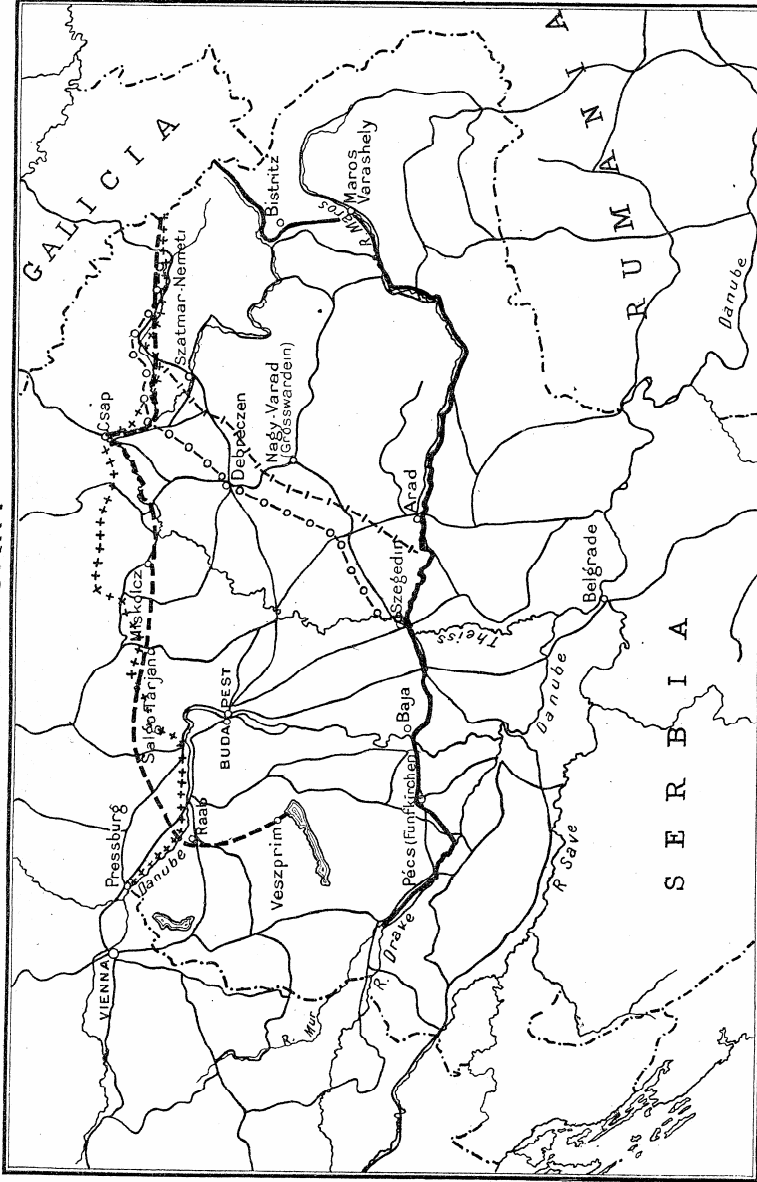 GALICIA
RUMANIA
SERBIA
Bistritz
Maros
Varashely
R. Maros
Szatmar-Nemeti
Csap
Debreczen
Nagy-Varad
(Grosswardein)
Arad
Szegedin
Theiss
Belgrade
Danube
Danube
Miskolcz
Salgo Tarjan
BUDAPEST
Baja
Pécs (Funfkirchen)
Pressburg
Danube
Raab
Veszprim
VIENNA
R. Drake
R. Mur
R Save